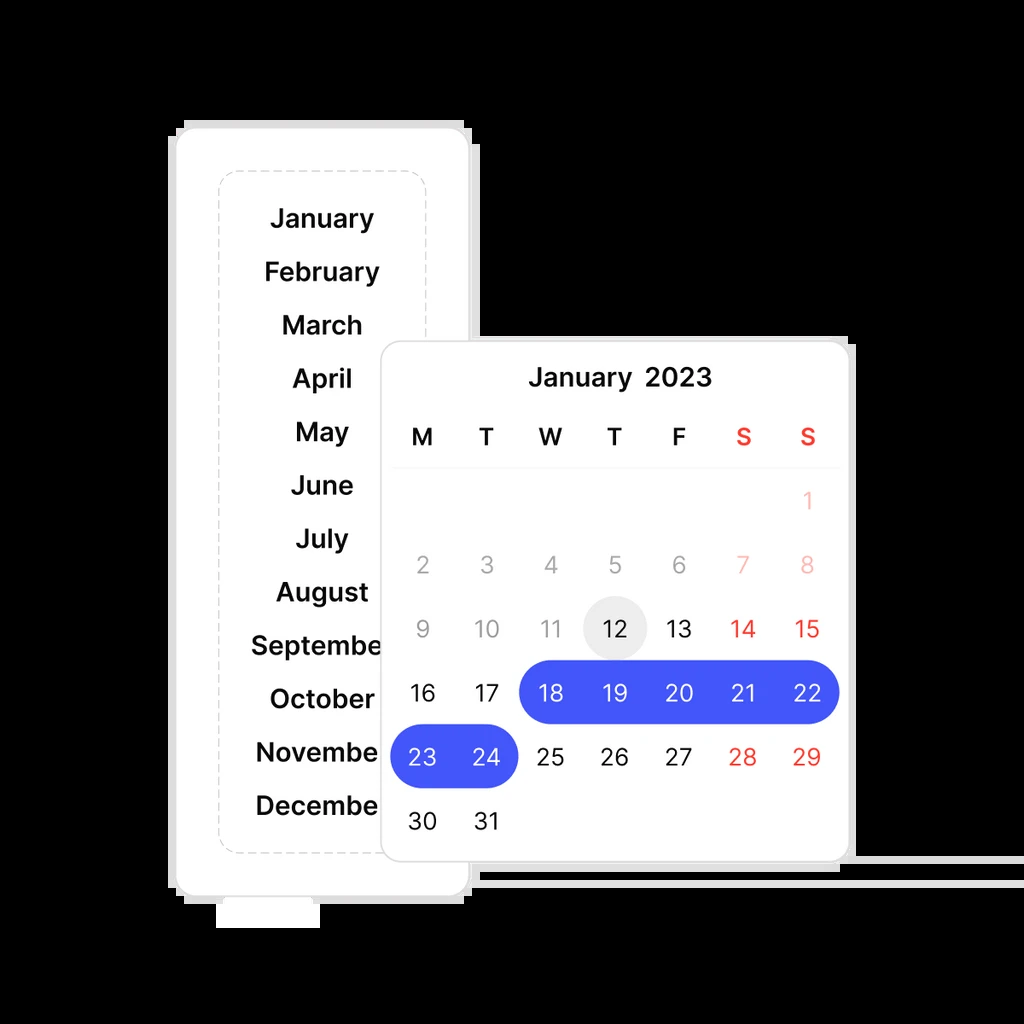 January
February
March
April
May
June
July
August
Septembe
October
Novembe
Decembe
January 2023
M T W T F S S
1
2 3 4 5 6 7 8
9 10 11 12 13 14 15
16 17 18 19 20 21 22
23 24 25 26 27 28 29
30 31